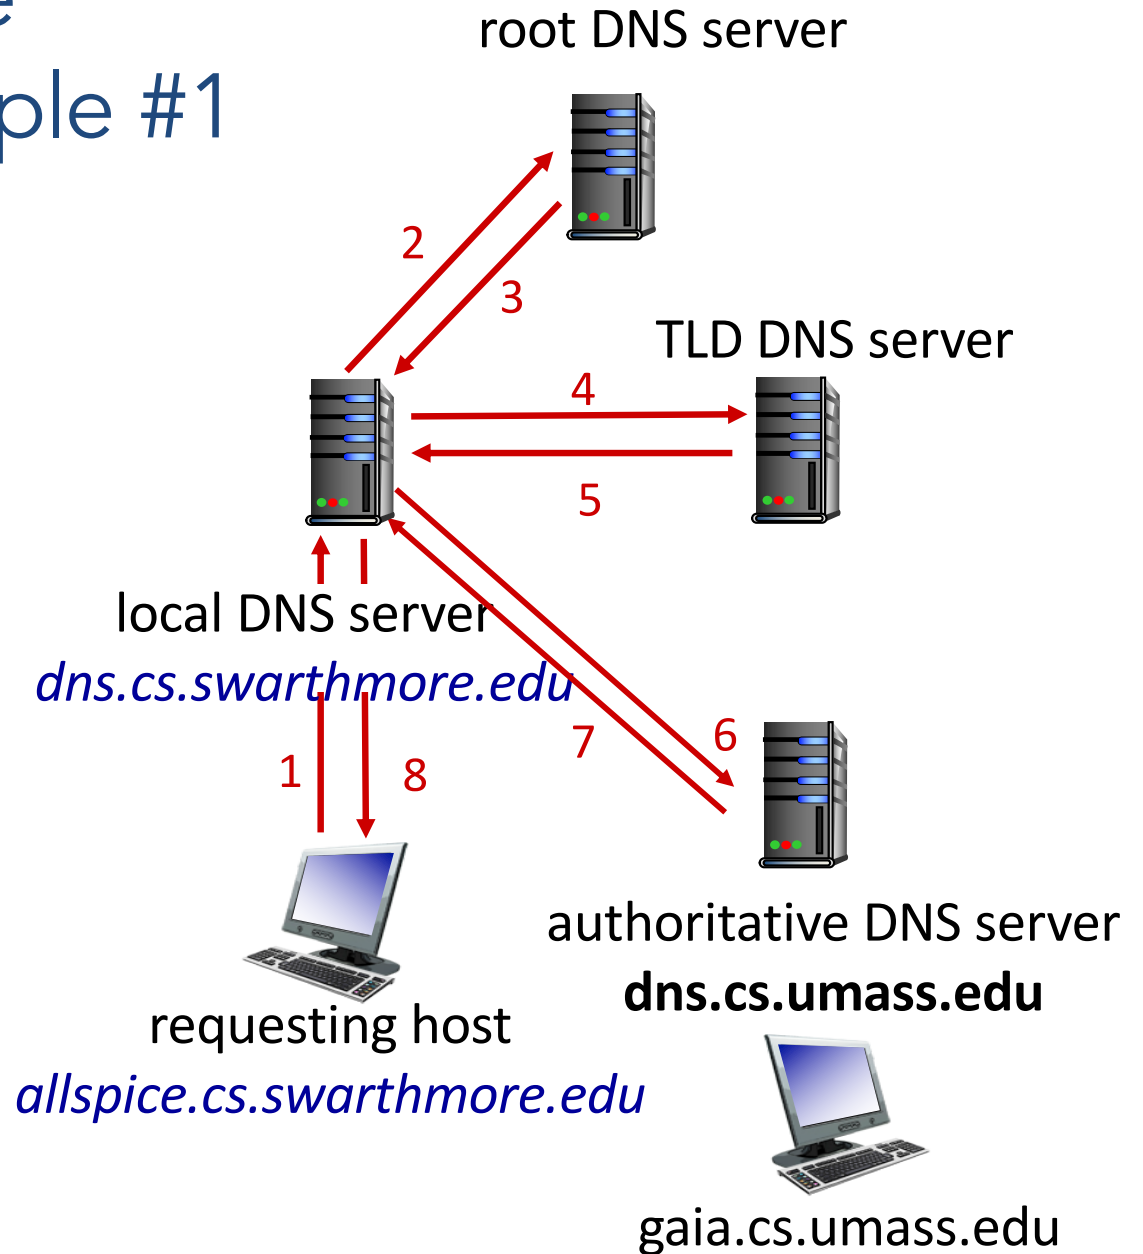 root DNS server
#1
2
3
TLD DNS server
4
5
local DNS server
dns.cs.swarthmore.edu
7
6
1
8
authoritative DNS server
dns.cs.umass.edu
requesting host
allspice.cs.swarthmore.edu
gaia.cs.umass.edu